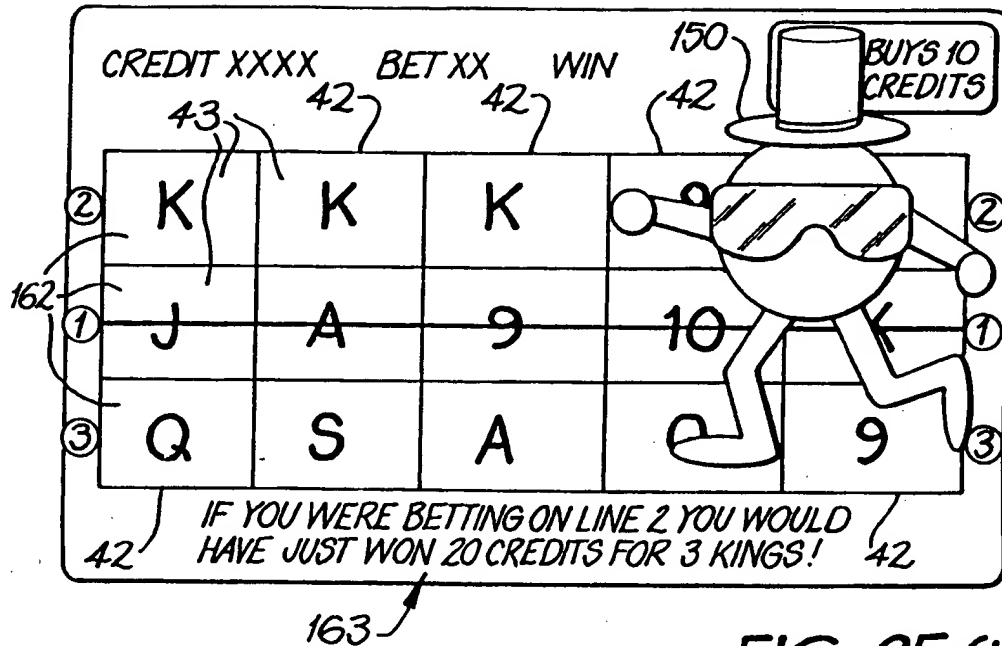 150
BUYS 10
CREDITS
CREDIT XXXX BET XX WIN
43 42 42 42
2 K K K 2
162
1 J A 9 10 K 1
3 Q S A 9 3
IF YOU WERE BETTING ON LINE 2 YOU WOULD
HAVE JUST WON 20 CREDITS FOR 3 KINGS!
42 42
163